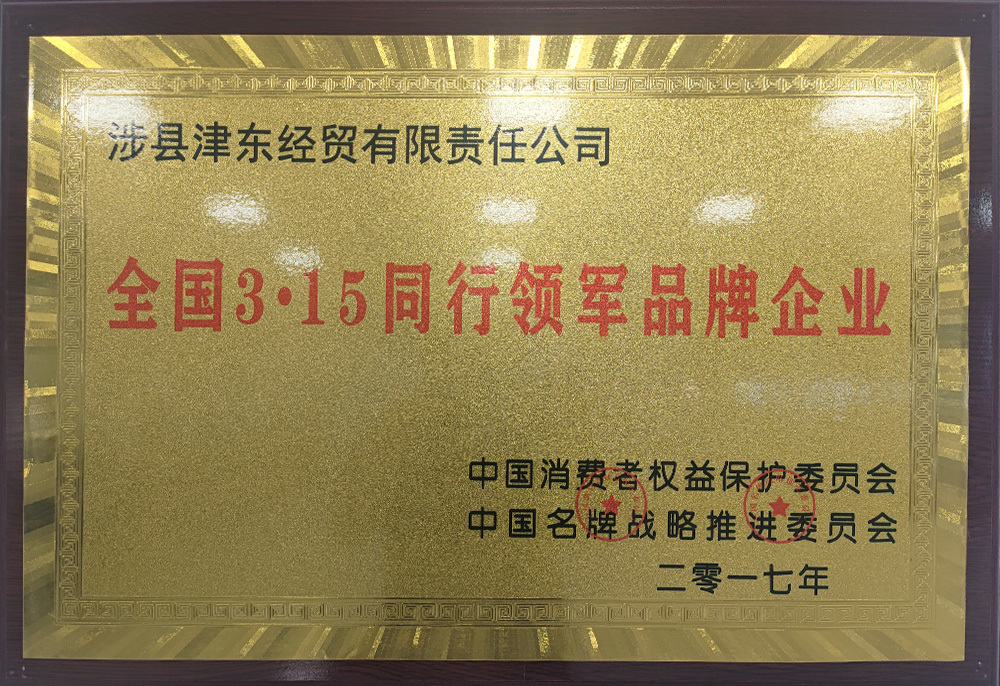 涉县津东经贸有限责任公司
全国3·15同行领军品牌企业
中国消费者权益保护委员会
中国名牌战略推进委员会
二零一七年